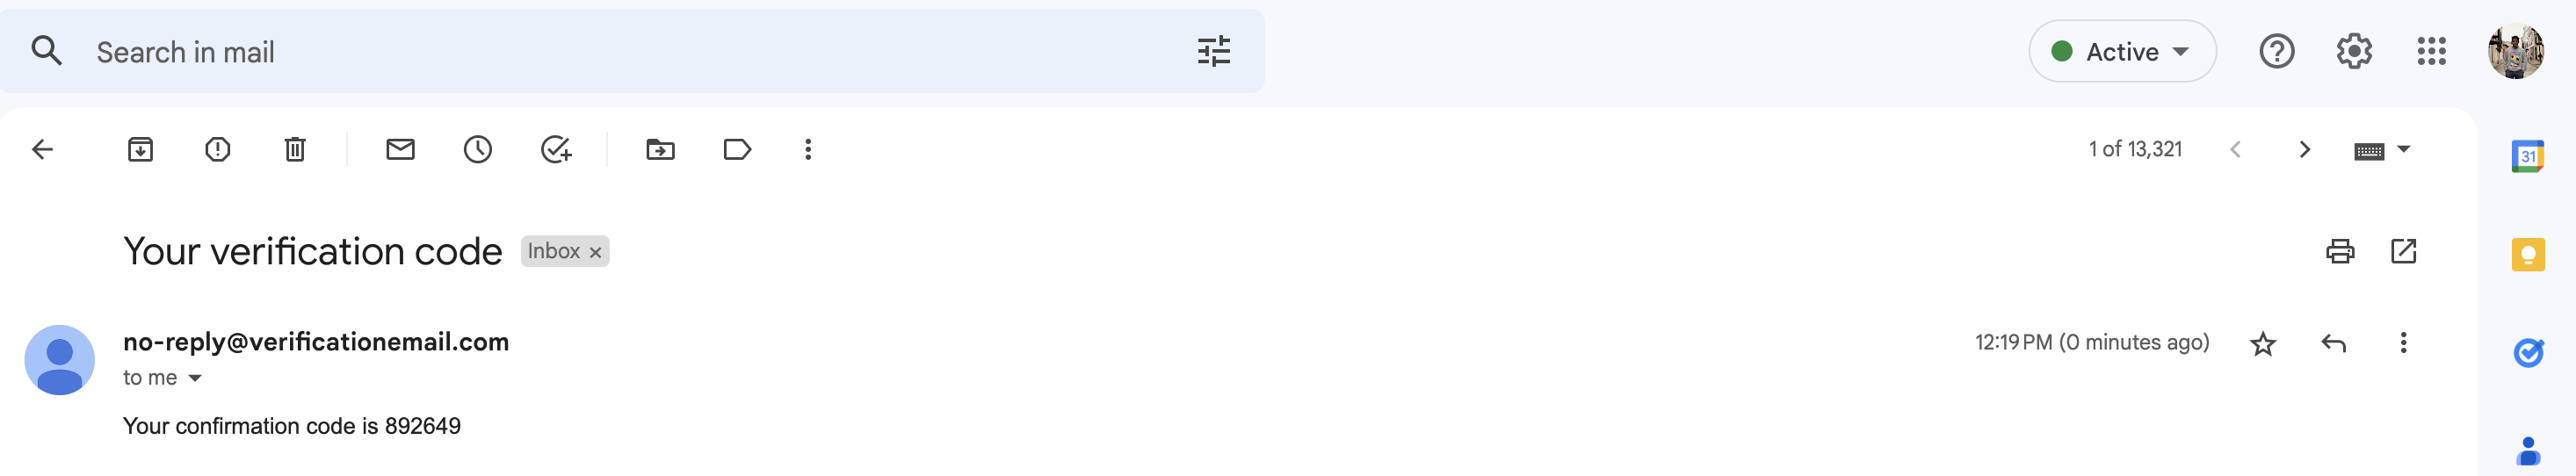 Search in mail
Active
1 of 13,321
31
Your verification code Inbox ×
no-reply@verificationemail.com
12:19 PM (0 minutes ago)
to me
Your confirmation code is 892649